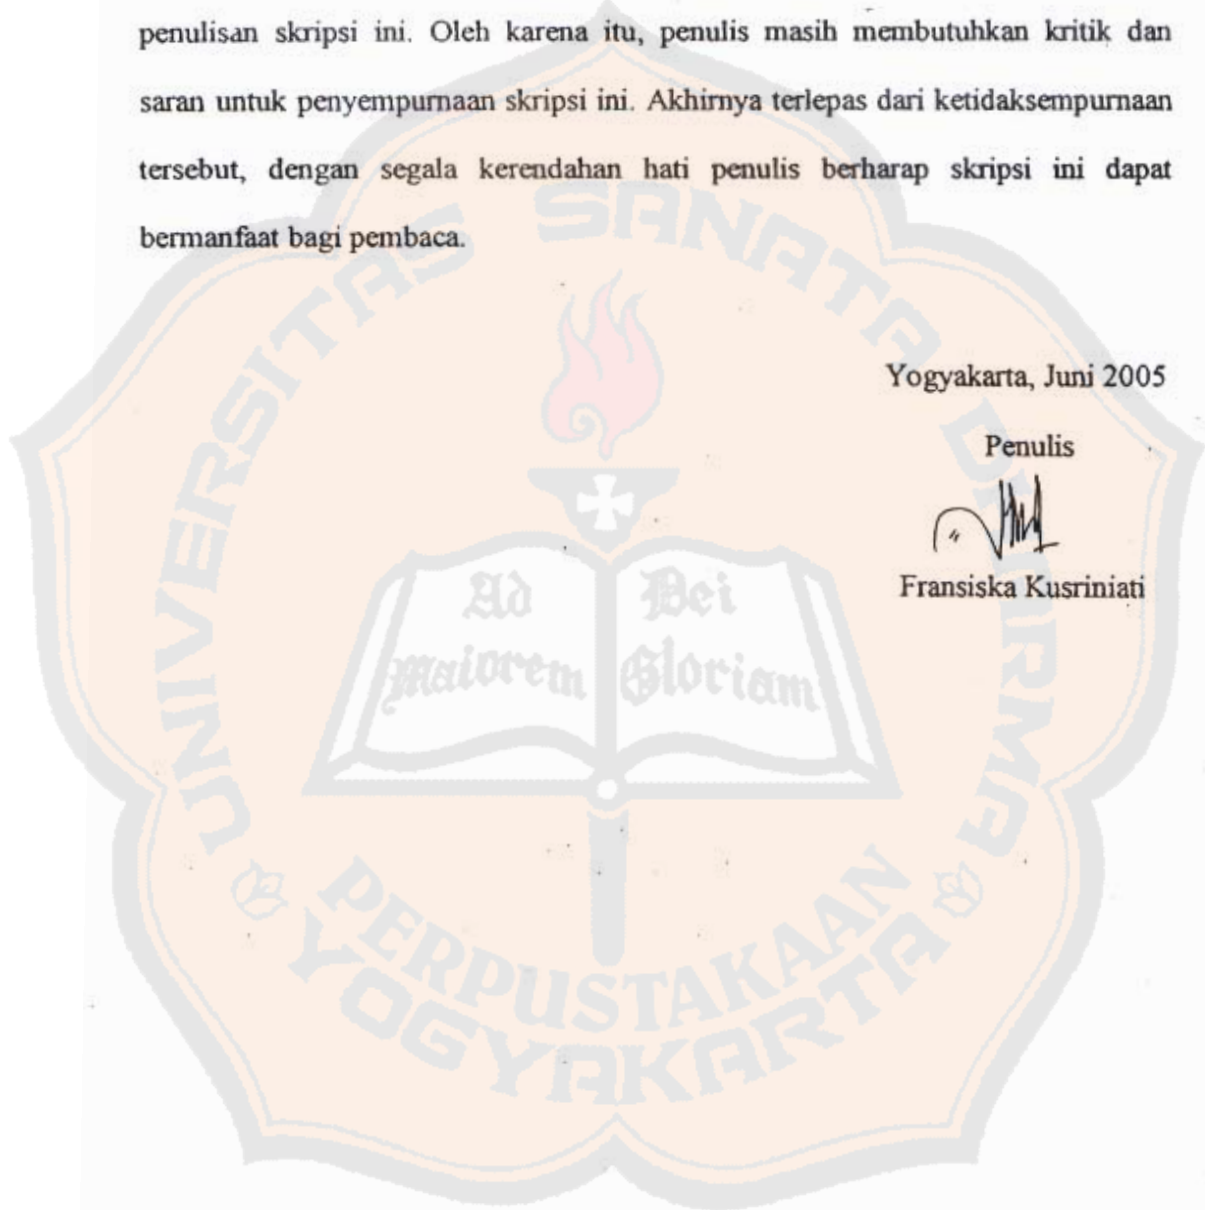 penulisan skripsi ini. Oleh karena itu, penulis masih membutuhkan kritik dan
saran untuk penyempurnaan skripsi ini. Akhirnya terlepas dari ketidaksempurnaan
tersebut, dengan segala kerendahan hati penulis berharap skripsi ini dapat
bermanfaat bagi pembaca.
Yogyakarta, Juni 2005
Penulis
Fransiska Kusriniati
UNIVERSITAS SANATA DHARMA
Ad Dei
Maiorem Gloriam
PERPUSTAKAAN
YOGYAKARTA